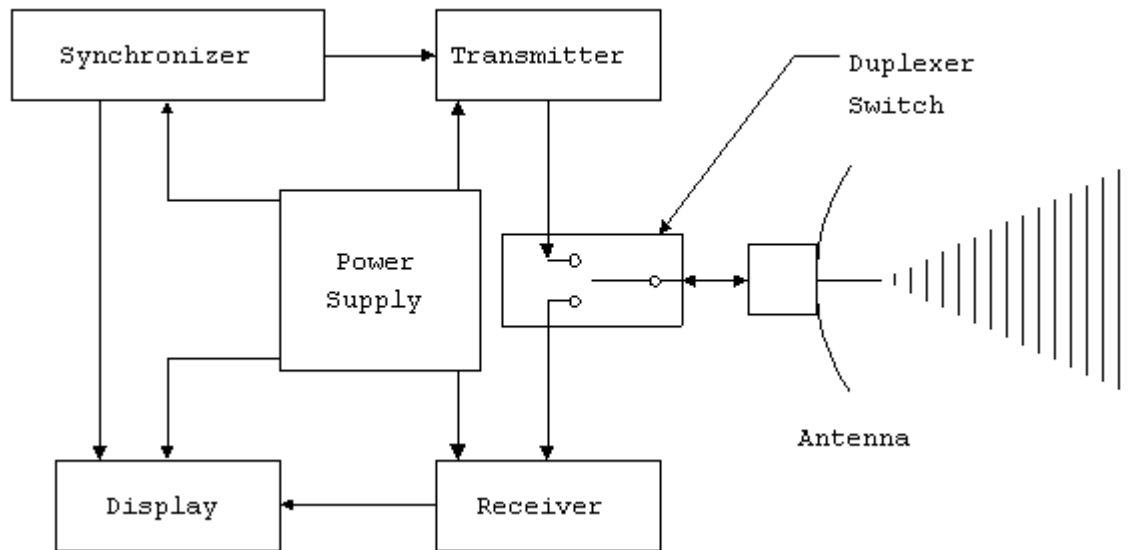 Synchronizer
Transmitter
Duplexer
Switch
Power
Supply
Antenna
Display
Receiver